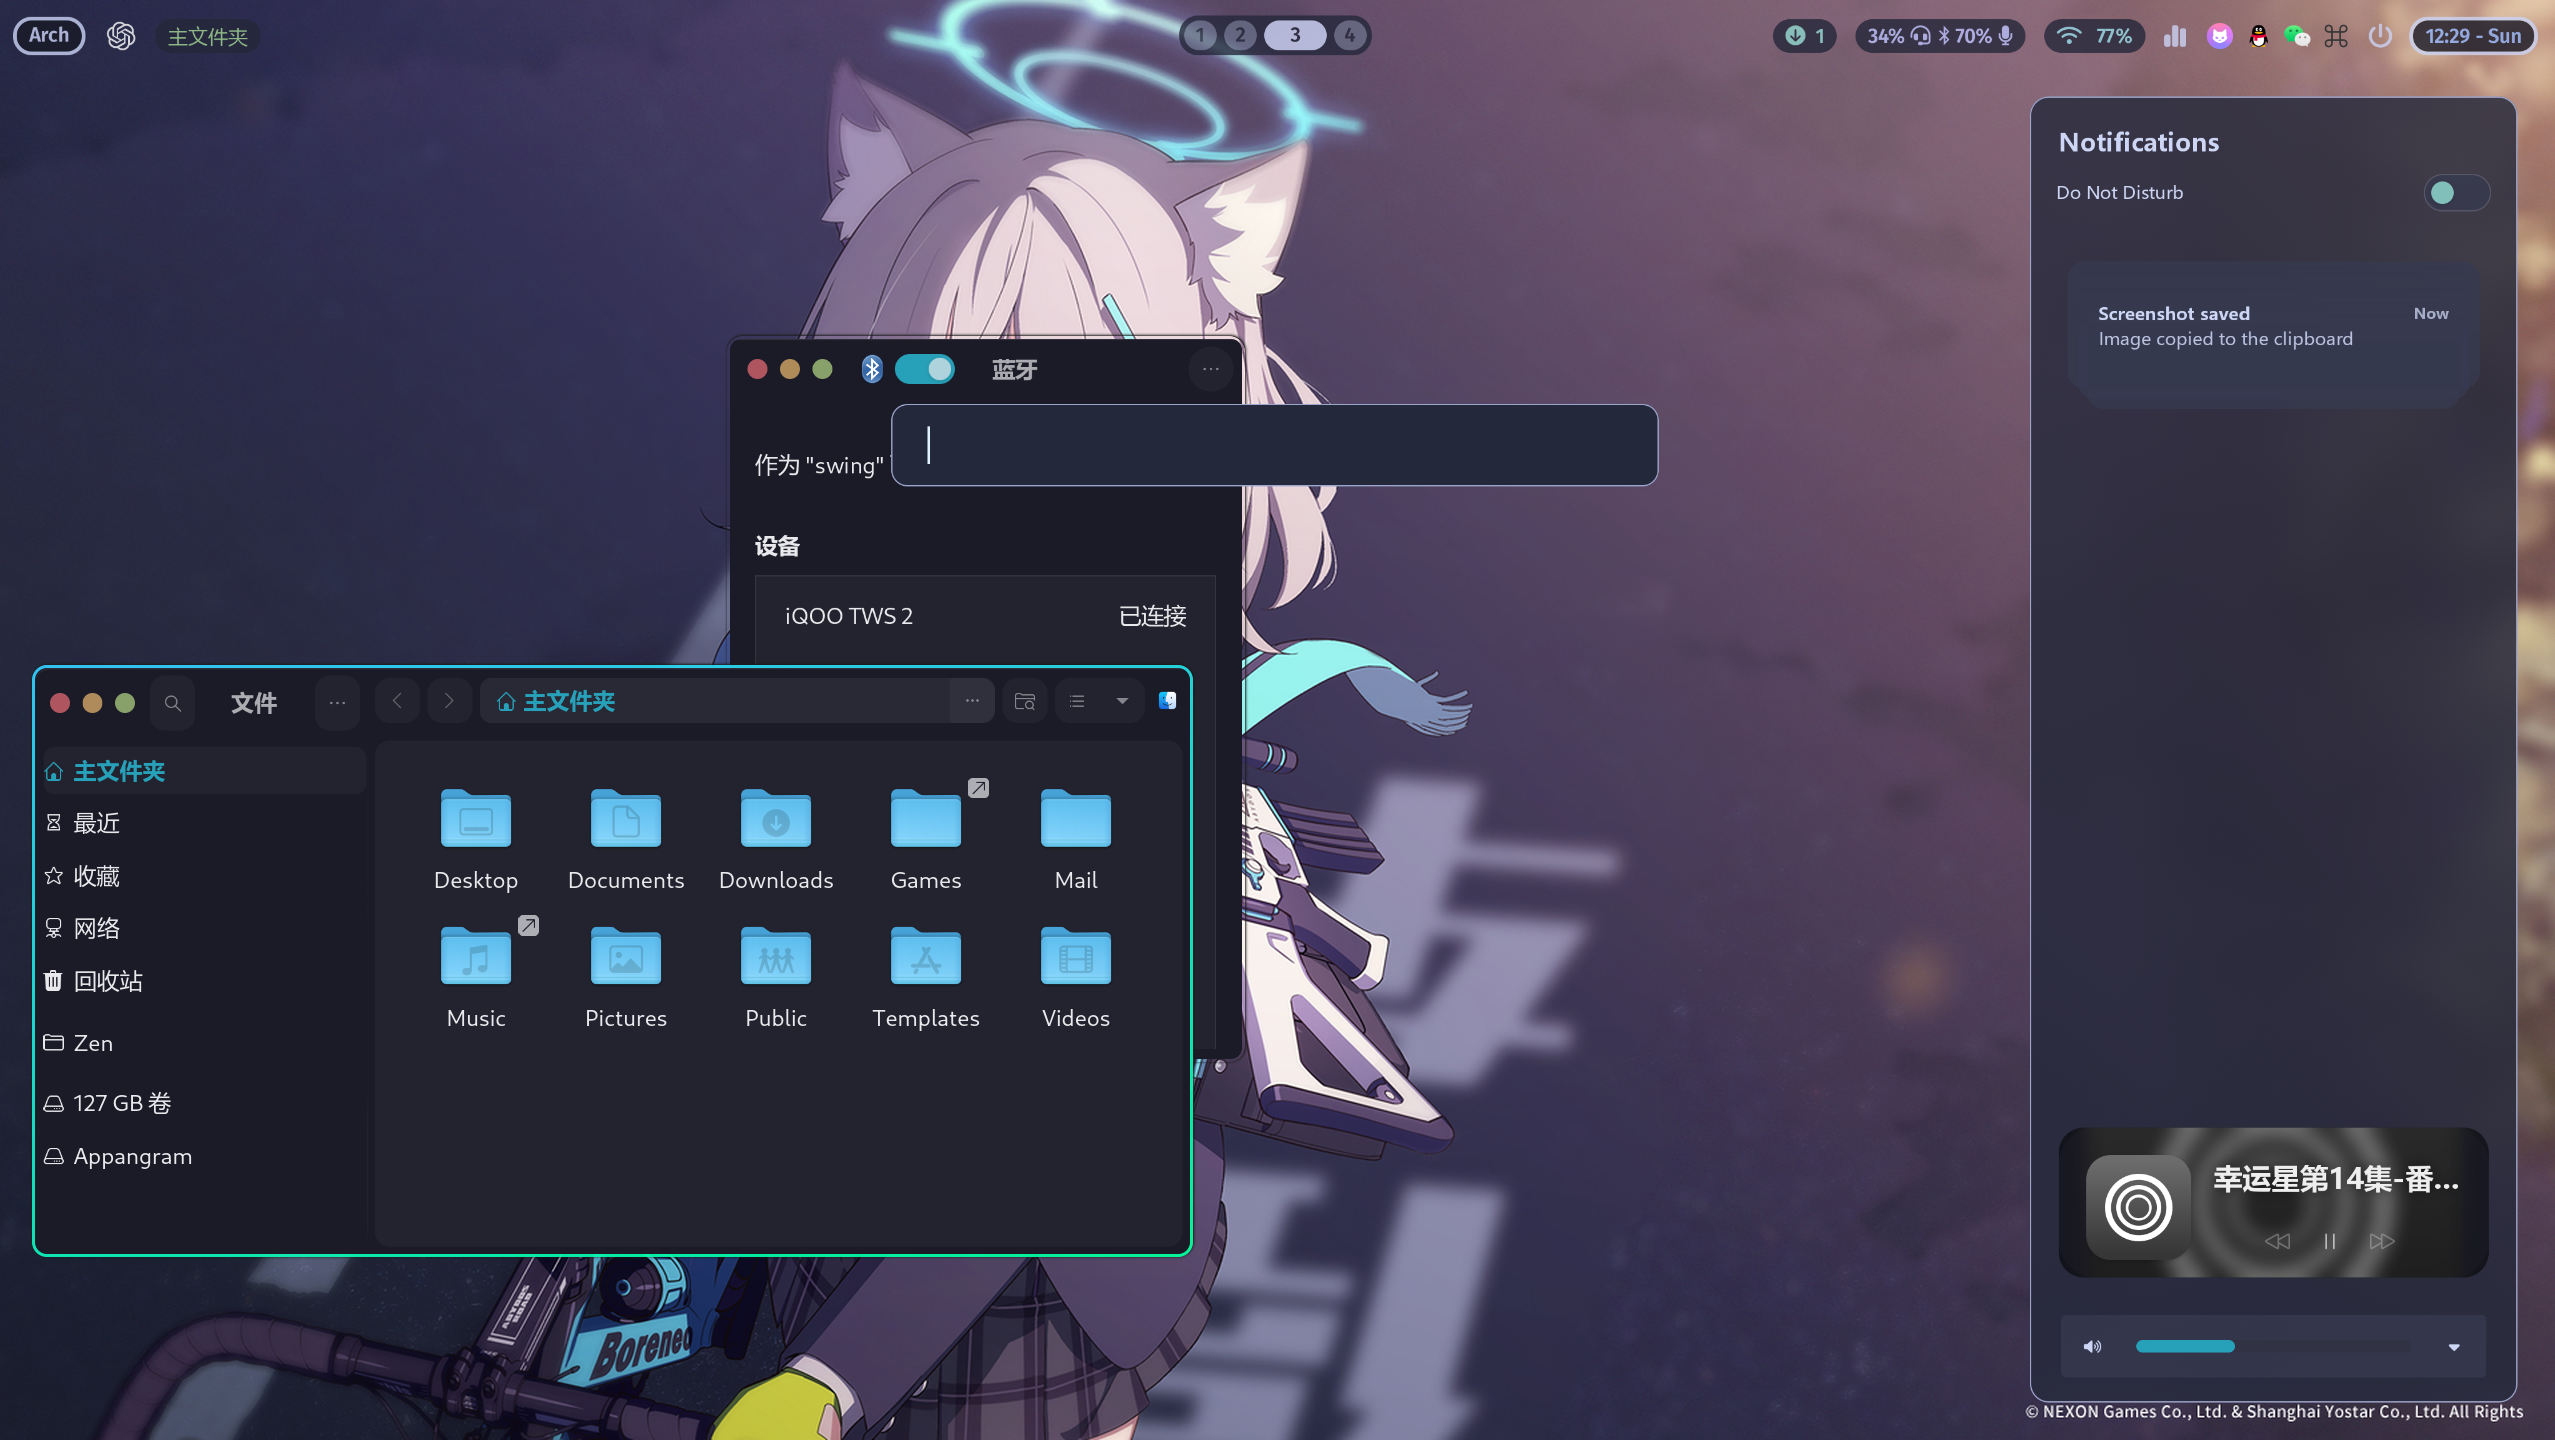 Arch
主文件夹
1 2 3 4
1
34% 70%
77%
12:29 - Sun
Notifications
Do Not Disturb
Screenshot saved
Now
Image copied to the clipboard
蓝牙
作为 "swing"
设备
iQOO TWS 2
已连接
文件
主文件夹
主文件夹
最近
收藏
网络
回收站
Zen
127 GB 卷
Appangram
Desktop
Documents
Downloads
Games
Mail
Music
Pictures
Public
Templates
Videos
幸运星第14集-番...
Boreneo
© NEXON Games Co., Ltd. & Shanghai Yostar Co., Ltd. All Rights